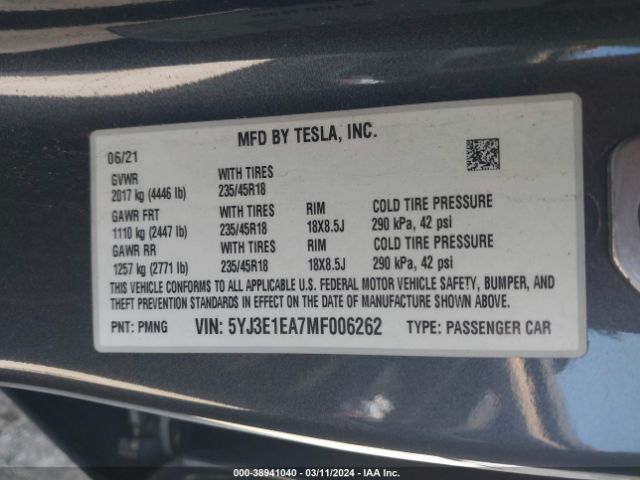 MFD BY TESLA, INC.
06/21
GVWR WITH TIRES
2017 kg (4446 lb) 235/45R18
GAWR FRT WITH TIRES RIM COLD TIRE PRESSURE
1110 kg (2447 lb) 235/45R18 18X8.5J 290 kPa, 42 psi
GAWR RR WITH TIRES RIM COLD TIRE PRESSURE
1257 kg (2771 lb) 235/45R18 18X8.5J 290 kPa, 42 psi
THIS VEHICLE CONFORMS TO ALL APPLICABLE U.S. FEDERAL MOTOR VEHICLE SAFETY, BUMPER, AND
THEFT PREVENTION STANDARDS IN EFFECT ON THE DATE OF MANUFACTURE SHOWN ABOVE.
PNT: PMNG VIN: 5YJ3E1EA7MF006262 TYPE: PASSENGER CAR
000-38941040 - 03/11/2024 - IAA Inc.